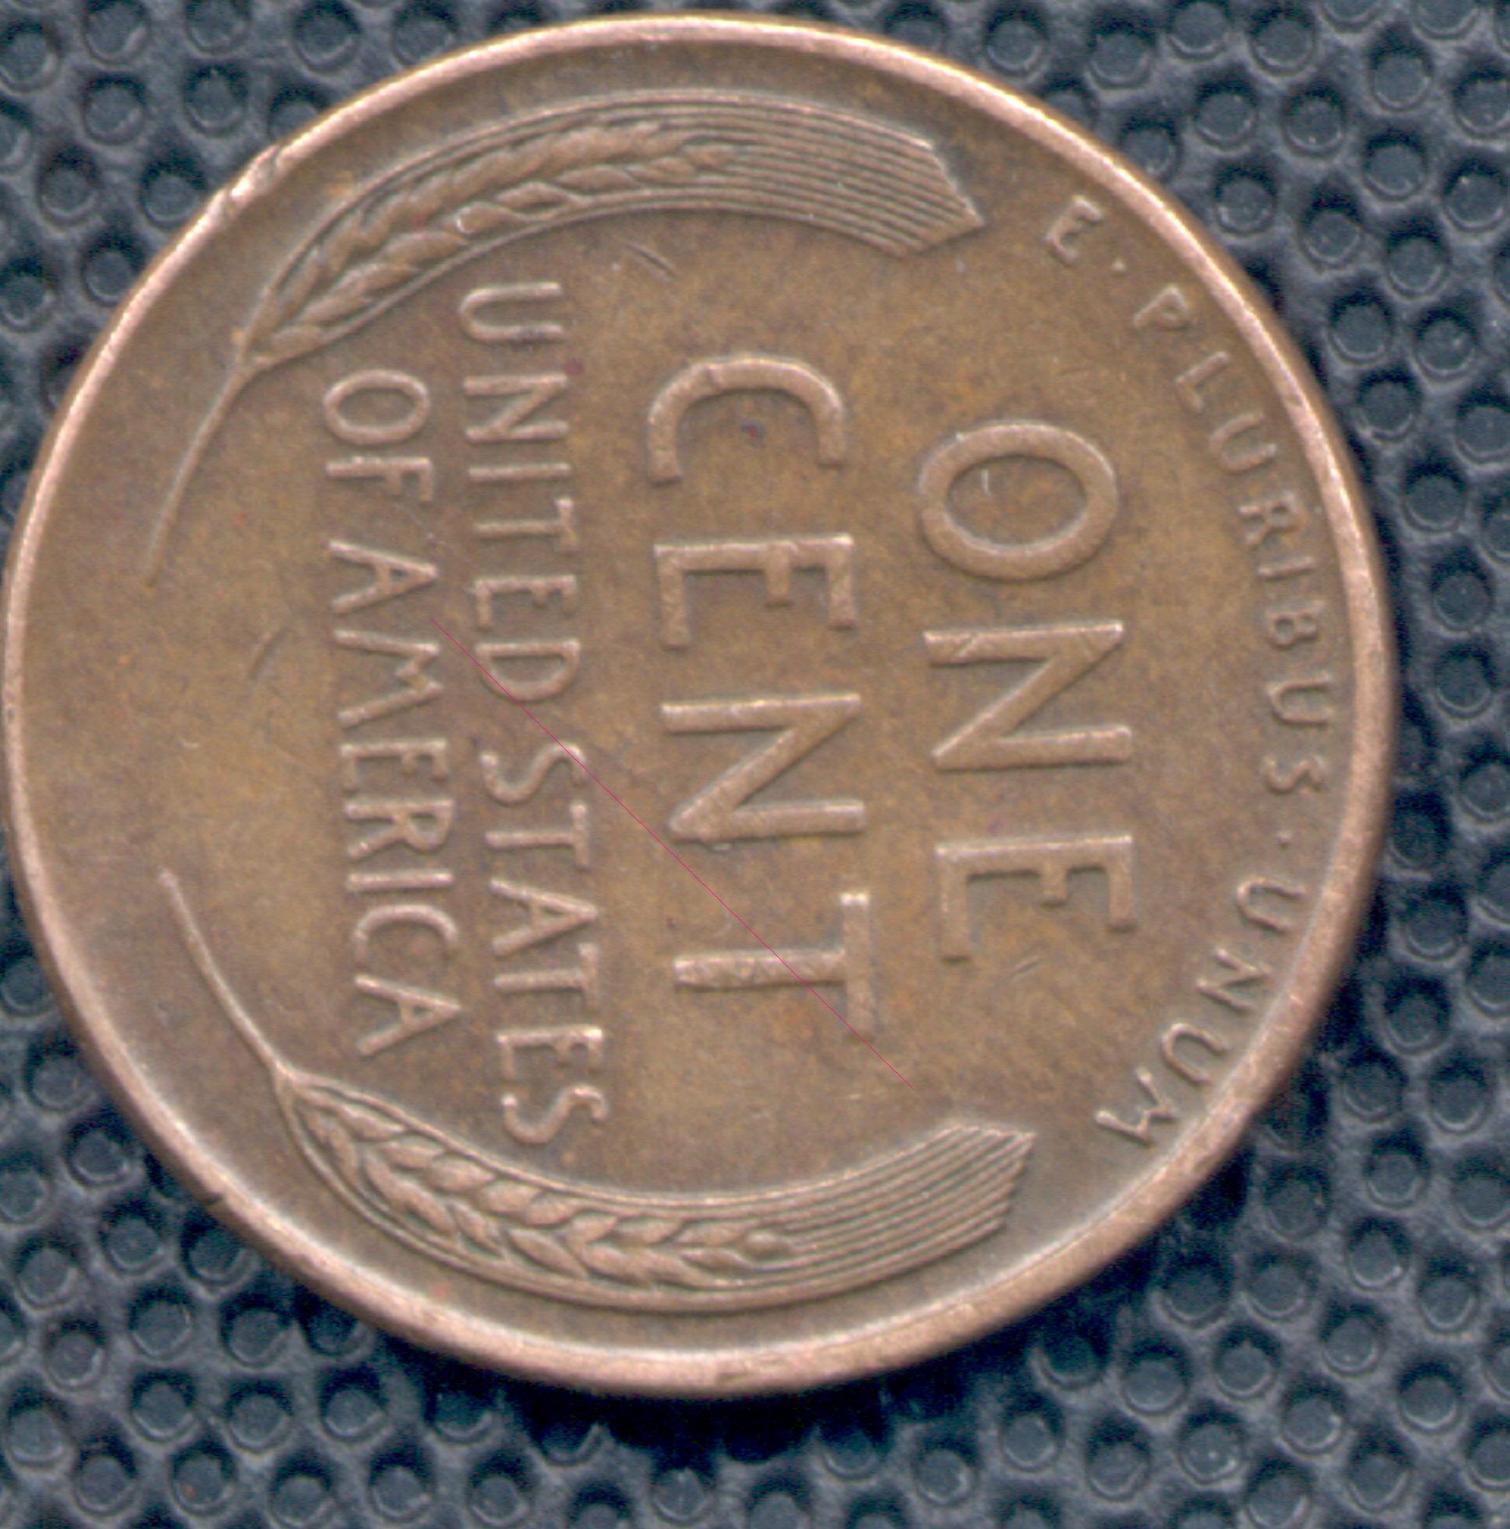 E·PLURIBUS·UNUM
ONE
CENT
UNITED STATES
OF AMERICA